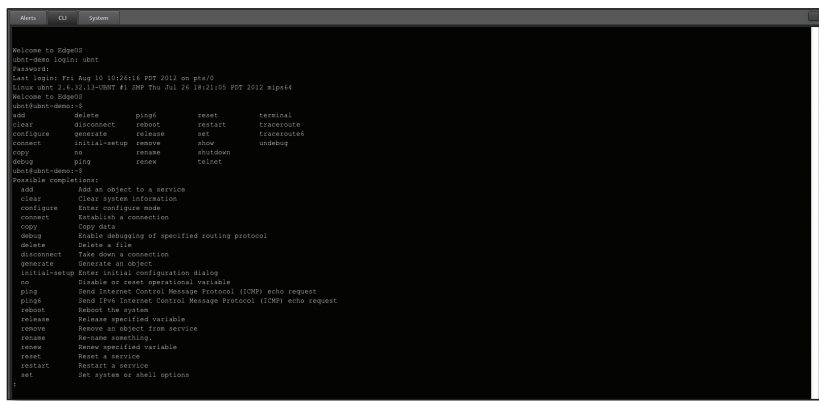 Alerts CLI System
Welcome to EdgeOS
ubnt-demo login: ubnt
Password:
Last login: Fri Aug 10 10:26:16 PDT 2012 on pts/0
Linux ubnt 2.6.32.13-UBNT #1 SMP Thu Jul 26 18:21:05 PDT 2012 mips64
Welcome to EdgeOS
ubnt@ubnt-demo:~$
add delete ping6 reset terminal
clear disconnect reboot restart traceroute
configure generate release set traceroute6
connect initial-setup remove show undebug
copy no rename shutdown
debug ping renew telnet
ubnt@ubnt-demo:~$
Possible completions:
add Add an object to a service
clear Clear system information
configure Enter configure mode
connect Establish a connection
copy Copy data
debug Enable debugging of specified routing protocol
delete Delete a file
disconnect Take down a connection
generate Generate an object
initial-setup Enter initial configuration dialog
no Disable or reset operational variable
ping Send Internet Control Message Protocol (ICMP) echo request
ping6 Send IPv6 Internet Control Message Protocol (ICMP) echo request
reboot Reboot the system
release Release specified variable
remove Remove an object from service
rename Re-name something.
renew Renew specified variable
reset Reset a service
restart Restart a service
set Set system or shell options
: